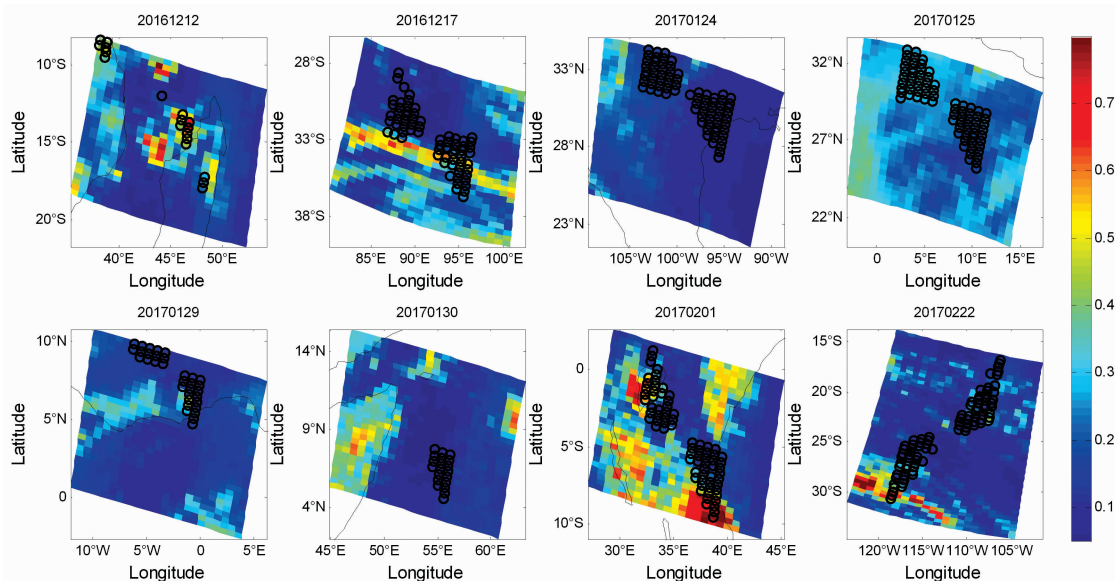 20161212 20161217 20170124 20170125
10°S 28°S 33°N 32°N 0.7
15°S 33°S 28°N 27°N 0.6
20°S 38°S 23°N 22°N 0.5
Latitude Latitude Latitude Latitude
40°E 45°E 50°E 85°E 90°E 95°E 100°E 105°W 100°W 95°W 90°W 0 5°E 10°E 15°E
Longitude Longitude Longitude Longitude
20170129 20170130 20170201 20170222 0.4
10°N 14°N 0 15°S 0.3
5°N 9°N 5°S 20°S 0.2
0 4°N 10°S 25°S 0.1
30°S
Latitude Latitude Latitude Latitude
10°W 5°W 0 5°E 45°E 50°E 55°E 60°E 30°E 35°E 40°E 45°E 120°W 115°W 110°W 105°W
Longitude Longitude Longitude Longitude